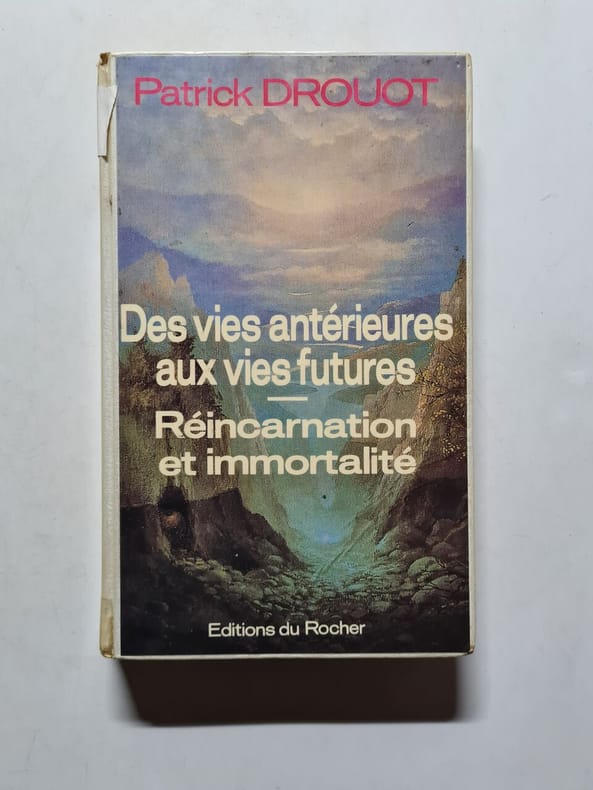 Patrick DROUOT
Des vies antérieures
aux vies futures
Réincarnation
et immortalité
Editions du Rocher